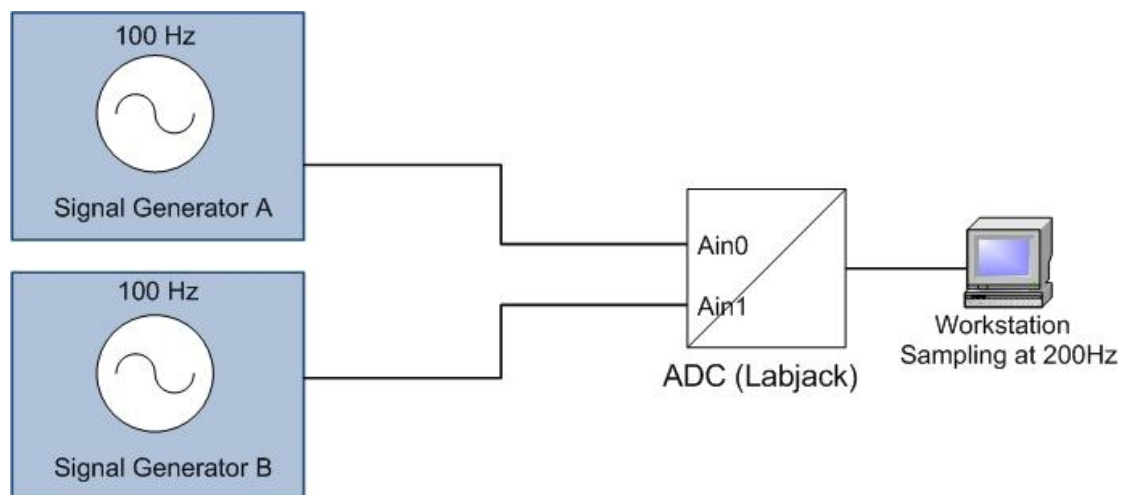 100 Hz
Signal Generator A
100 Hz
Signal Generator B
Ain0
Ain1
ADC (Labjack)
Workstation
Sampling at 200Hz